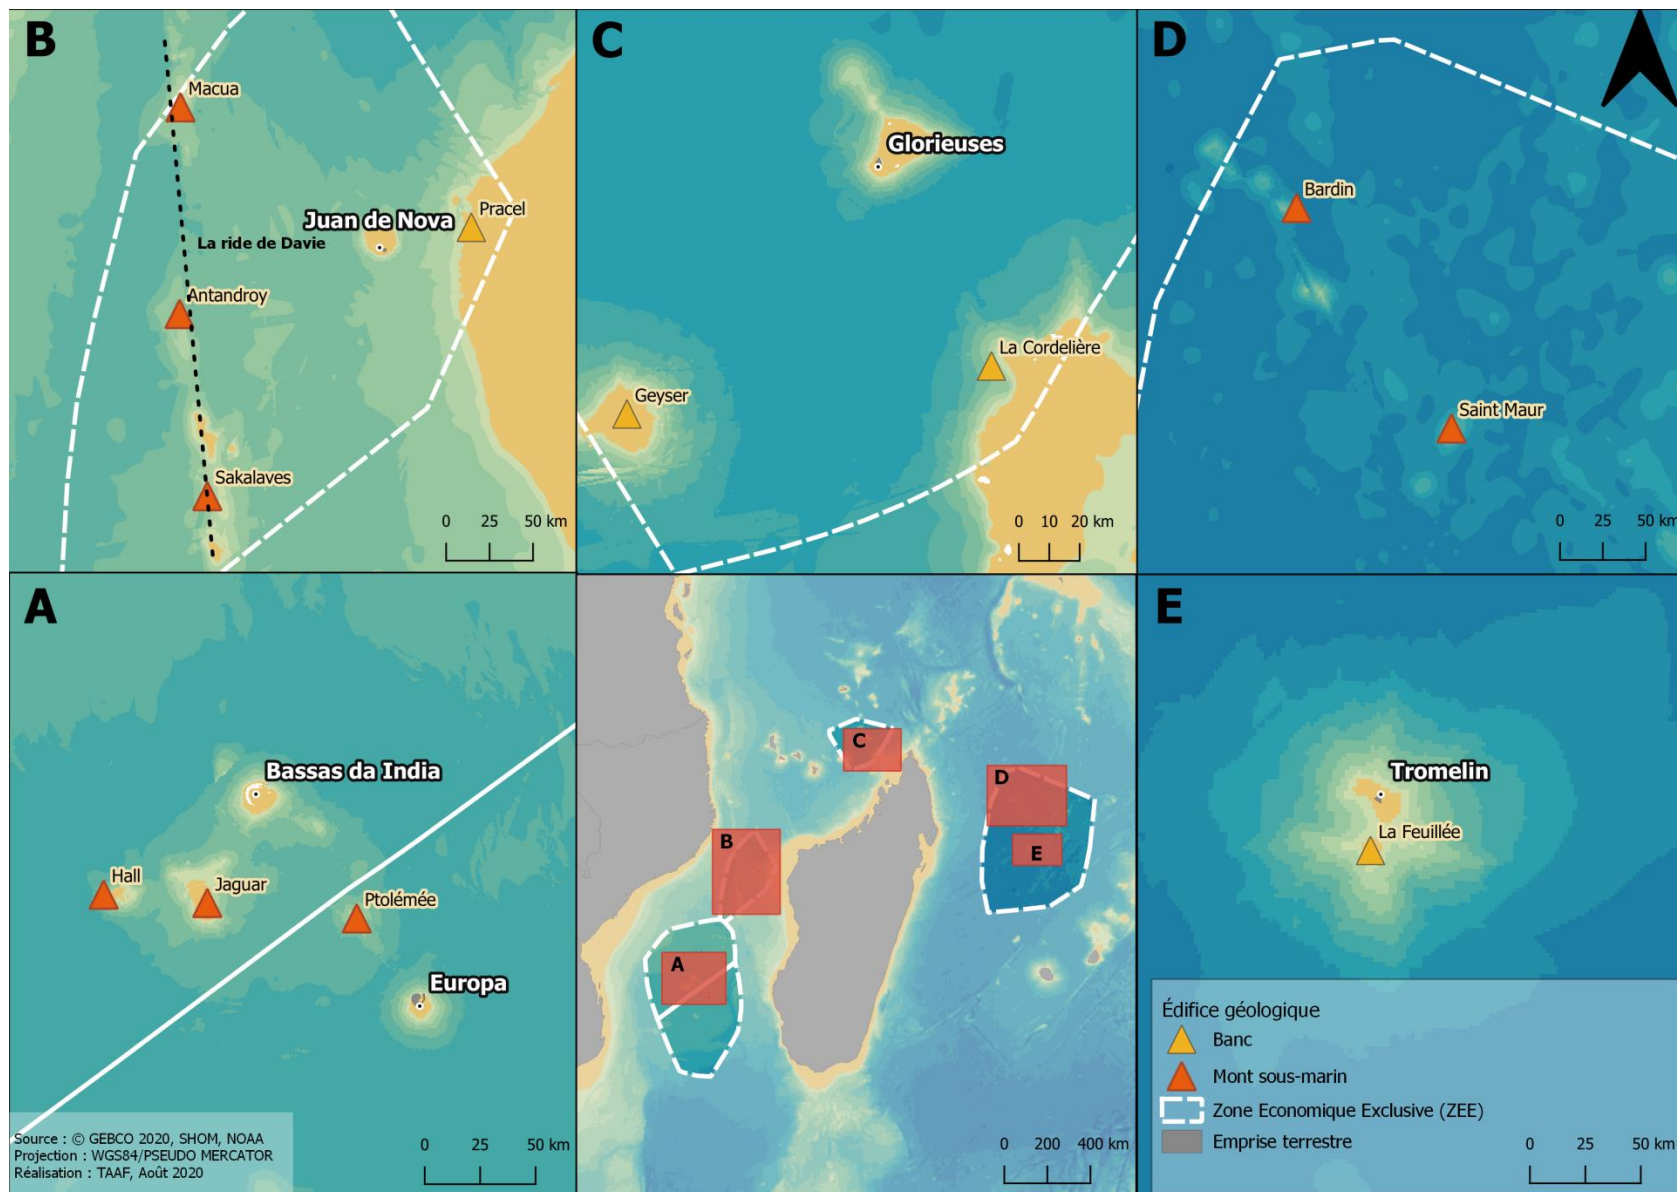 B
Macua
Juan de Nova
Pracel
La ride de Davie
Antandroy
Sakalaves
0 25 50 km
C
Glorieuses
La Cordelière
Geyser
0 10 20 km
D
Bardin
Saint Maur
0 25 50 km
A
Bassas da India
Hall
Jaguar
Ptolémée
Europa
Source : © GEBCO 2020, SHOM, NOAA
Projection : WGS84/PSEUDO MERCATOR
Réalisation : TAAF, Août 2020
0 25 50 km
C
D
B
E
A
0 200 400 km
E
Tromelin
La Feuillée
Édifice géologique
Banc
Mont sous-marin
Zone Economique Exclusive (ZEE)
Emprise terrestre
0 25 50 km